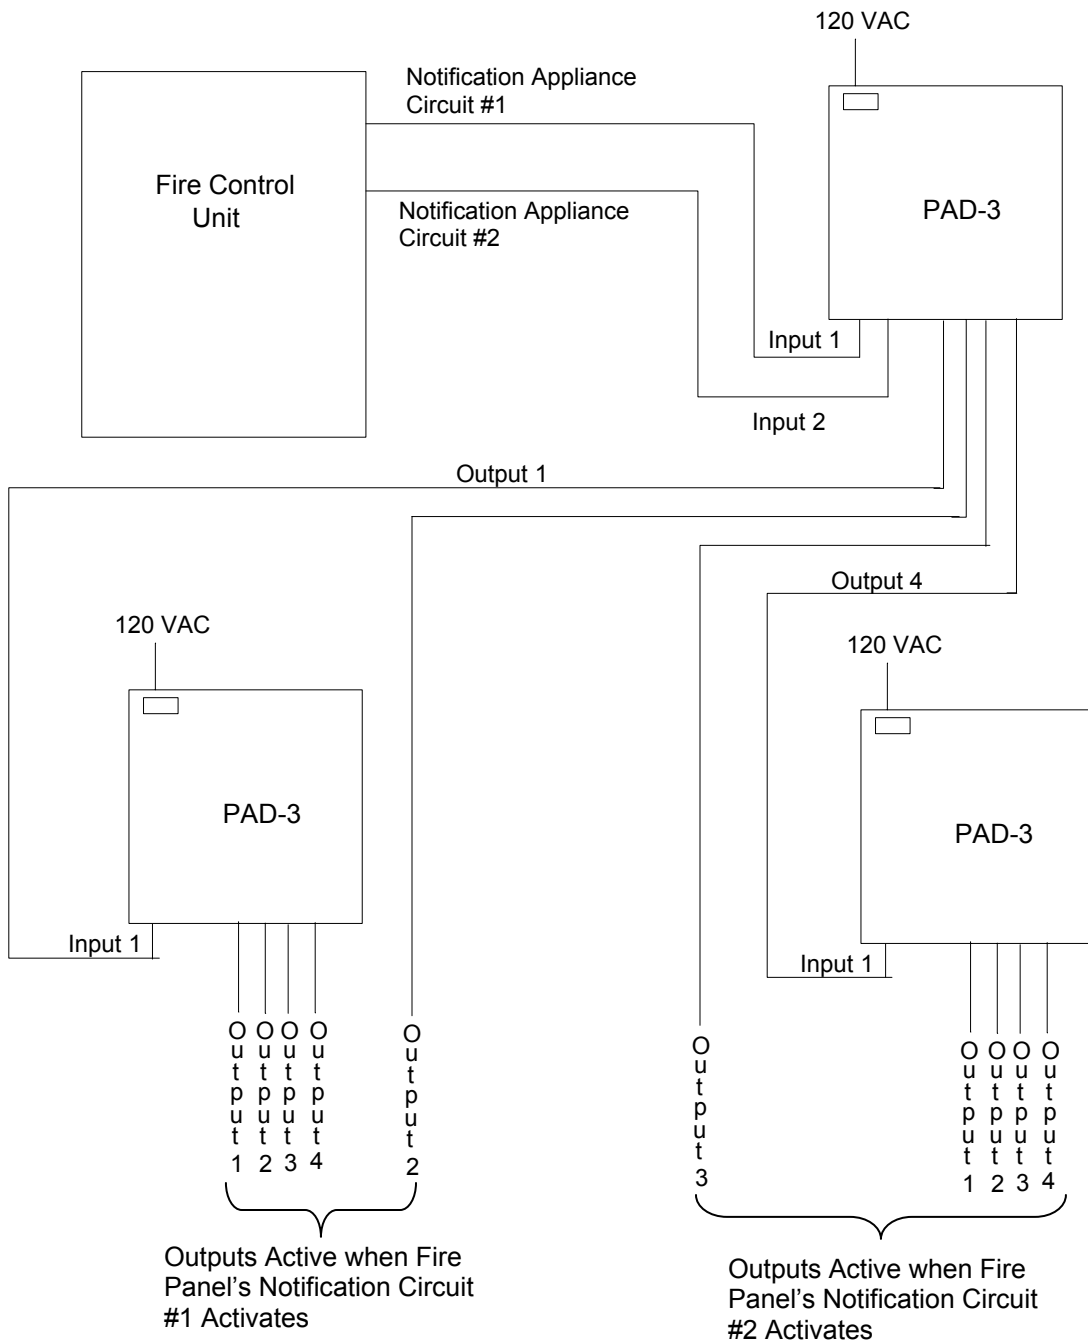 120 VAC
Notification Appliance
Circuit #1
Fire Control
Unit
PAD-3
Notification Appliance
Circuit #2
Input 1
Input 2
Output 1
Output 4
120 VAC
120 VAC
PAD-3
PAD-3
Input 1
Input 1
Output 1
Output 2
Output 3
Output 4
Output 2
Output 3
Output 1
Output 2
Output 3
Output 4
Outputs Active when Fire
Panel's Notification Circuit
#1 Activates
Outputs Active when Fire
Panel's Notification Circuit
#2 Activates